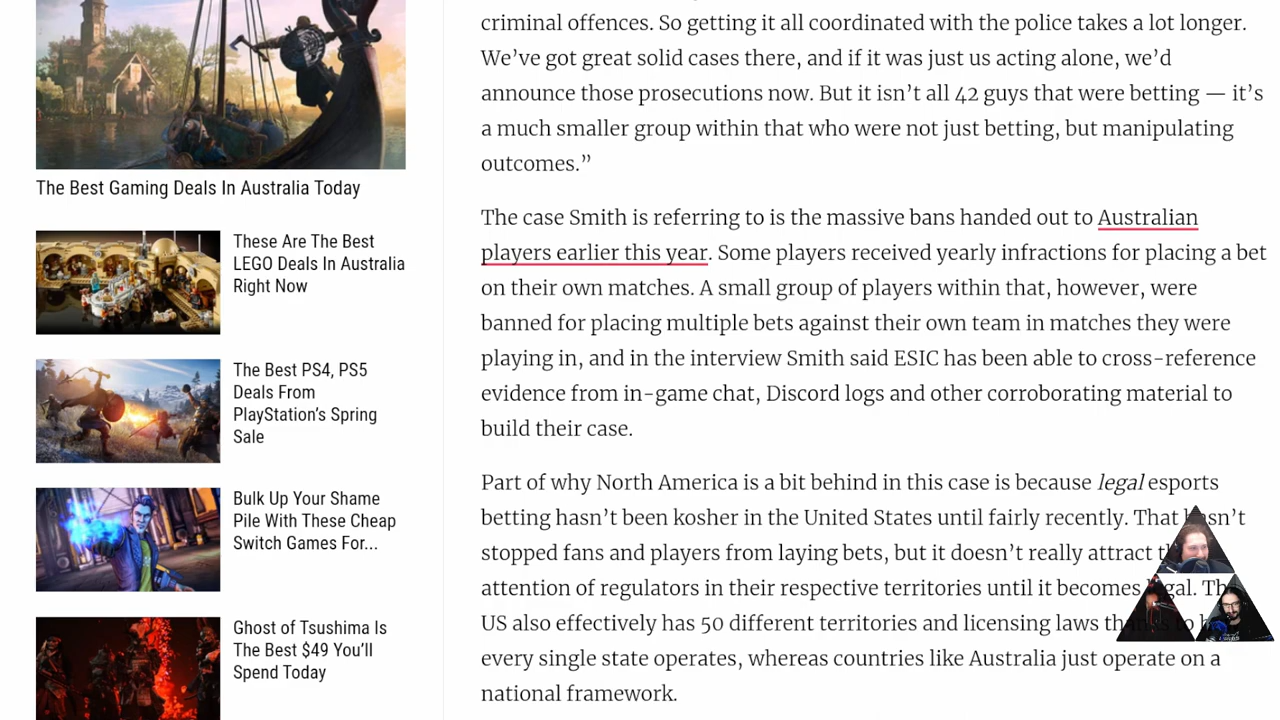 The Best Gaming Deals In Australia Today
These Are The Best
LEGO Deals In Australia
Right Now
The Best PS4, PS5
Deals From
PlayStation’s Spring
Sale
Bulk Up Your Shame
Pile With These Cheap
Switch Games For...
Ghost of Tsushima Is
The Best $49 You’ll
Spend Today
criminal offences. So getting it all coordinated with the police takes a lot longer.
We’ve got great solid cases there, and if it was just us acting alone, we’d
announce those prosecutions now. But it isn’t all 42 guys that were betting — it’s
a much smaller group within that who were not just betting, but manipulating
outcomes.”
The case Smith is referring to is the massive bans handed out to Australian
players earlier this year. Some players received yearly infractions for placing a bet
on their own matches. A small group of players within that, however, were
banned for placing multiple bets against their own team in matches they were
playing in, and in the interview Smith said ESIC has been able to cross-reference
evidence from in-game chat, Discord logs and other corroborating material to
build their case.
Part of why North America is a bit behind in this case is because legal esports
betting hasn’t been kosher in the United States until fairly recently. That hasn’t
stopped fans and players from laying bets, but it doesn’t really attract
attention of regulators in their respective territories until it becomes legal. The
US also effectively has 50 different territories and licensing laws thanks to
every single state operates, whereas countries like Australia just operate on a
national framework.